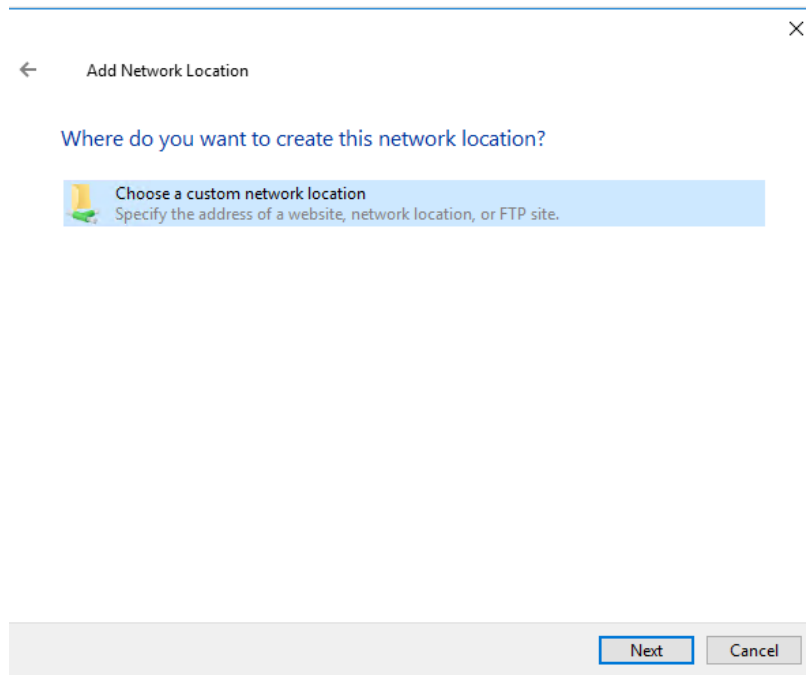 Add Network Location
Where do you want to create this network location?
Choose a custom network location
Specify the address of a website, network location, or FTP site.
Next
Cancel